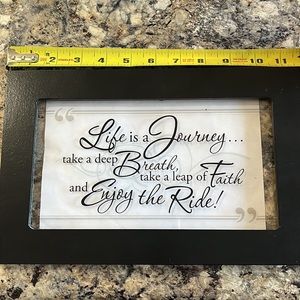 2 3 4 5 6 7 8 9 10 11
“
Life is a Journey...
take a deep Breath,
take a leap of Faith
and Enjoy the Ride!
”